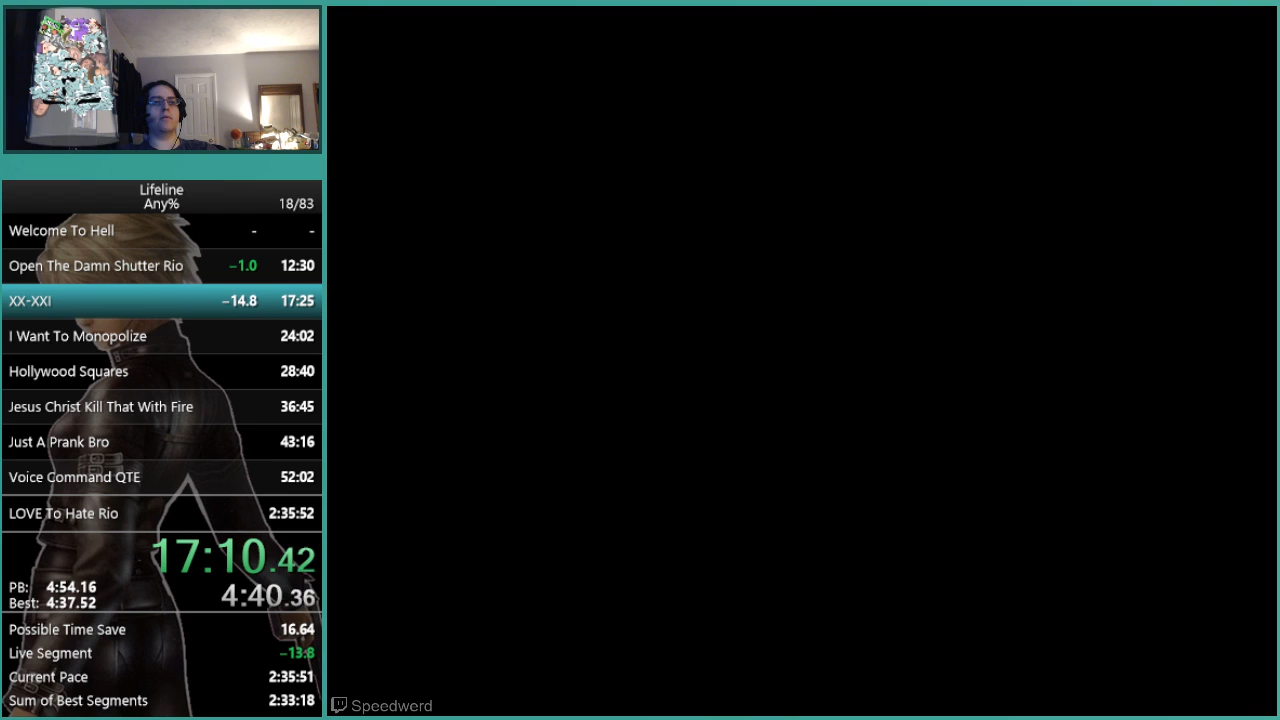 Lifeline
Any% 18/83
Welcome To Hell - -
Open The Damn Shutter Rio −1.0 12:30
XX-XXI −14.8 17:25
I Want To Monopolize 24:02
Hollywood Squares 28:40
Jesus Christ Kill That With Fire 36:45
Just A Prank Bro 43:16
Voice Command QTE 52:02
LOVE To Hate Rio 2:35:52
17:10.42
PB: 4:54.16
Best: 4:37.52
4:40.36
Possible Time Save 16.64
Live Segment −13.8
Current Pace 2:35:51
Sum of Best Segments 2:33:18
Speedwerd